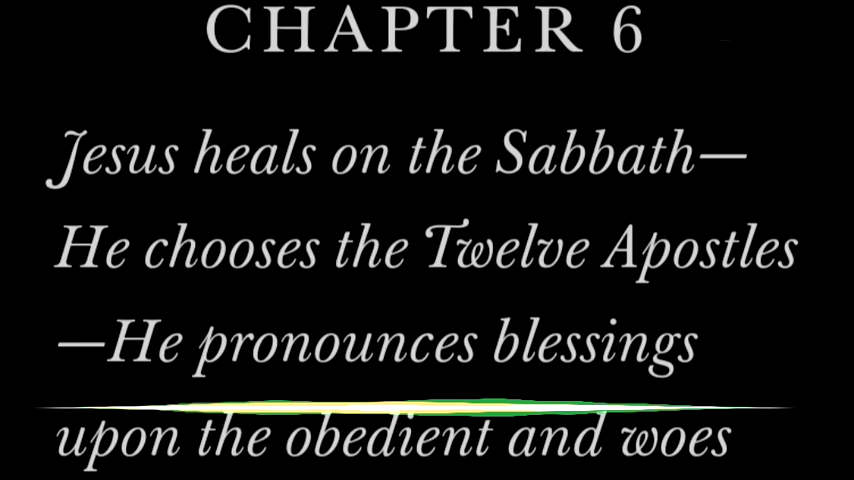 CHAPTER 6
Jesus heals on the Sabbath—
He chooses the Twelve Apostles
—He pronounces blessings
upon the obedient and woes